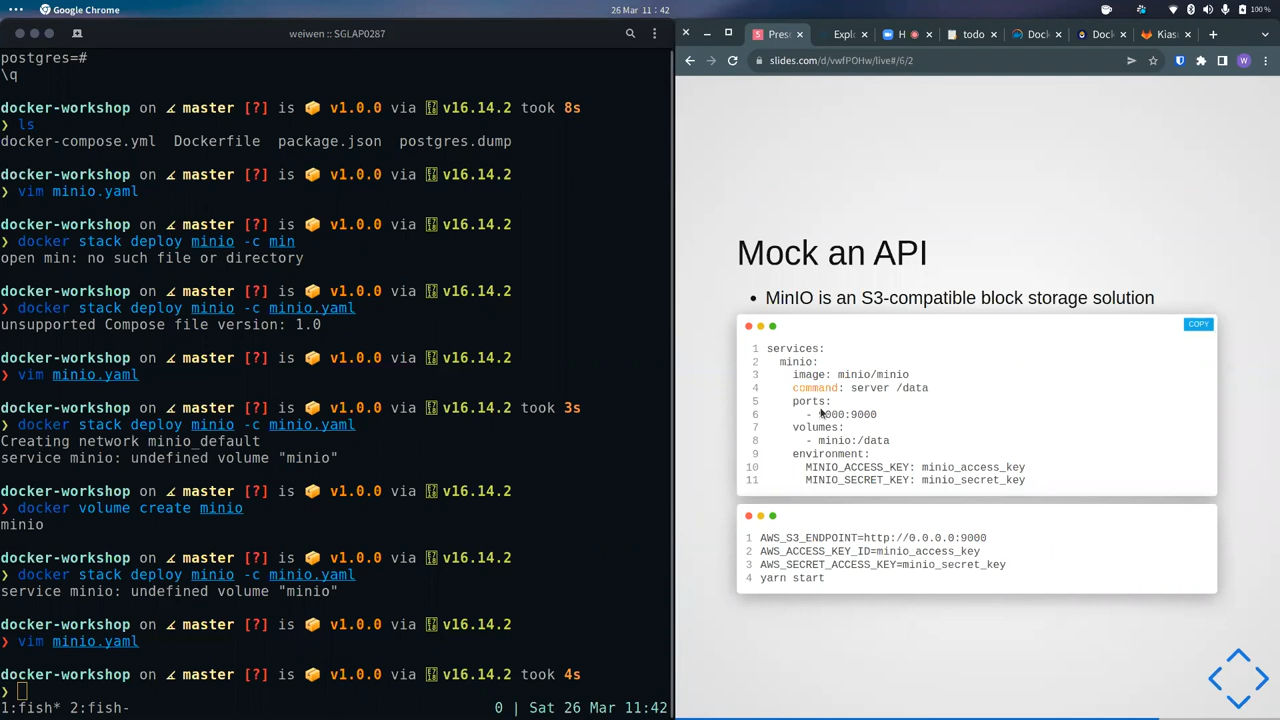 Google Chrome
26 Mar 11:42
100 %
weiwen :: SGLAP0287
postgres=#
\q
docker-workshop on master [?] is 📦 v1.0.0 via v16.14.2 took 8s
❯ ls
docker-compose.yml Dockerfile package.json postgres.dump
docker-workshop on master [?] is 📦 v1.0.0 via v16.14.2
❯ vim minio.yaml
docker-workshop on master [?] is 📦 v1.0.0 via v16.14.2
❯ docker stack deploy minio -c min
open min: no such file or directory
docker-workshop on master [?] is 📦 v1.0.0 via v16.14.2
❯ docker stack deploy minio -c minio.yaml
unsupported Compose file version: 1.0
docker-workshop on master [?] is 📦 v1.0.0 via v16.14.2
❯ vim minio.yaml
docker-workshop on master [?] is 📦 v1.0.0 via v16.14.2 took 3s
❯ docker stack deploy minio -c minio.yaml
Creating network minio_default
service minio: undefined volume "minio"
docker-workshop on master [?] is 📦 v1.0.0 via v16.14.2
❯ docker volume create minio
minio
docker-workshop on master [?] is 📦 v1.0.0 via v16.14.2
❯ docker stack deploy minio -c minio.yaml
service minio: undefined volume "minio"
docker-workshop on master [?] is 📦 v1.0.0 via v16.14.2
❯ vim minio.yaml
docker-workshop on master [?] is 📦 v1.0.0 via v16.14.2 took 4s
❯
1:fish* 2:fish-
0 | Sat 26 Mar 11:42
Prese
Explo
H
todo
Dock
Dock
Kiasu
slides.com/d/vwfPOHw/live#/6/2
W
Mock an API
• MinIO is an S3-compatible block storage solution
COPY
1 services:
2 minio:
3 image: minio/minio
4 command: server /data
5 ports:
6 - 9000:9000
7 volumes:
8 - minio:/data
9 environment:
10 MINIO_ACCESS_KEY: minio_access_key
11 MINIO_SECRET_KEY: minio_secret_key
1 AWS_S3_ENDPOINT=http://0.0.0.0:9000
2 AWS_ACCESS_KEY_ID=minio_access_key
3 AWS_SECRET_ACCESS_KEY=minio_secret_key
4 yarn start